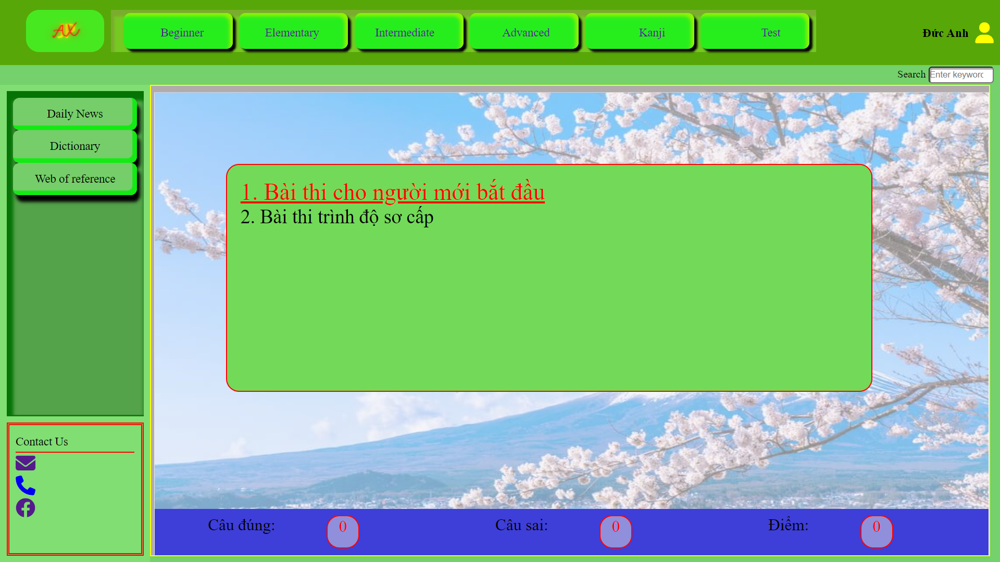 AX
Beginner
Elementary
Intermediate
Advanced
Kanji
Test
Đức Anh
Search
Enter keyworc
Daily News
Dictionary
Web of reference
1. Bài thi cho người mới bắt đầu
2. Bài thi trình độ sơ cấp
Contact Us
Câu đúng:
0
Câu sai:
0
Điểm:
0